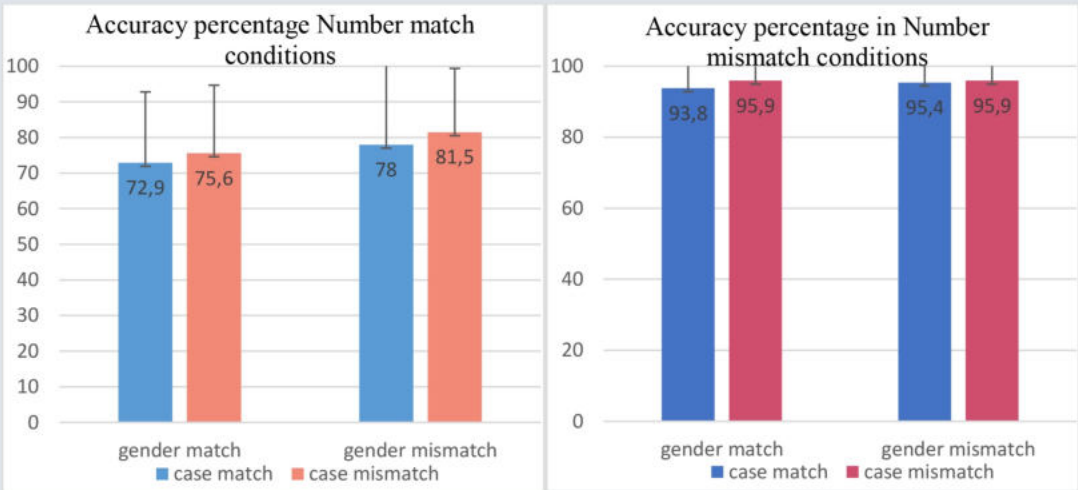 Accuracy percentage Number match
conditions
100
90
80
70
60
50
40
30
20
10
0
72,9
75,6
78
81,5
gender match
gender mismatch
case match
case mismatch
Accuracy percentage in Number
mismatch conditions
100
80
60
40
20
0
93,8
95,9
95,4
95,9
gender match
gender mismatch
case match
case mismatch